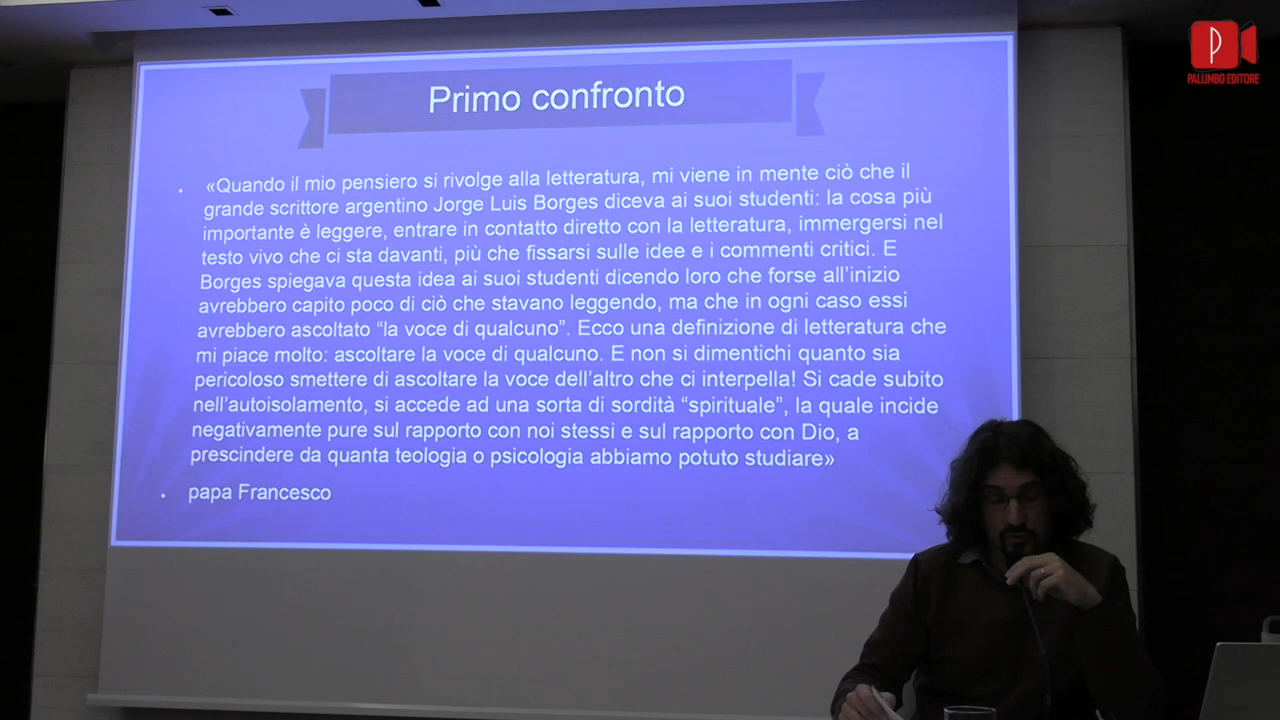 Primo confronto
«Quando il mio pensiero si rivolge alla letteratura, mi viene in mente ciò che il
grande scrittore argentino Jorge Luis Borges diceva ai suoi studenti: la cosa più
importante è leggere, entrare in contatto diretto con la letteratura, immergersi nel
testo vivo che ci sta davanti, più che fissarsi sulle idee e i commenti critici. E
Borges spiegava questa idea ai suoi studenti dicendo loro che forse all'inizio
avrebbero capito poco di ciò che stavano leggendo, ma che in ogni caso essi
avrebbero ascoltato “la voce di qualcuno”. Ecco una definizione di letteratura che
mi piace molto: ascoltare la voce di qualcuno. E non si dimentichi quanto sia
pericoloso smettere di ascoltare la voce dell'altro che ci interpella! Si cade subito
nell'autoisolamento, si accede ad una sorta di sordità “spirituale”, la quale incide
negativamente pure sul rapporto con noi stessi e sul rapporto con Dio, a
prescindere da quanta teologia o psicologia abbiamo potuto studiare»
papa Francesco
PALUMBO EDITORE